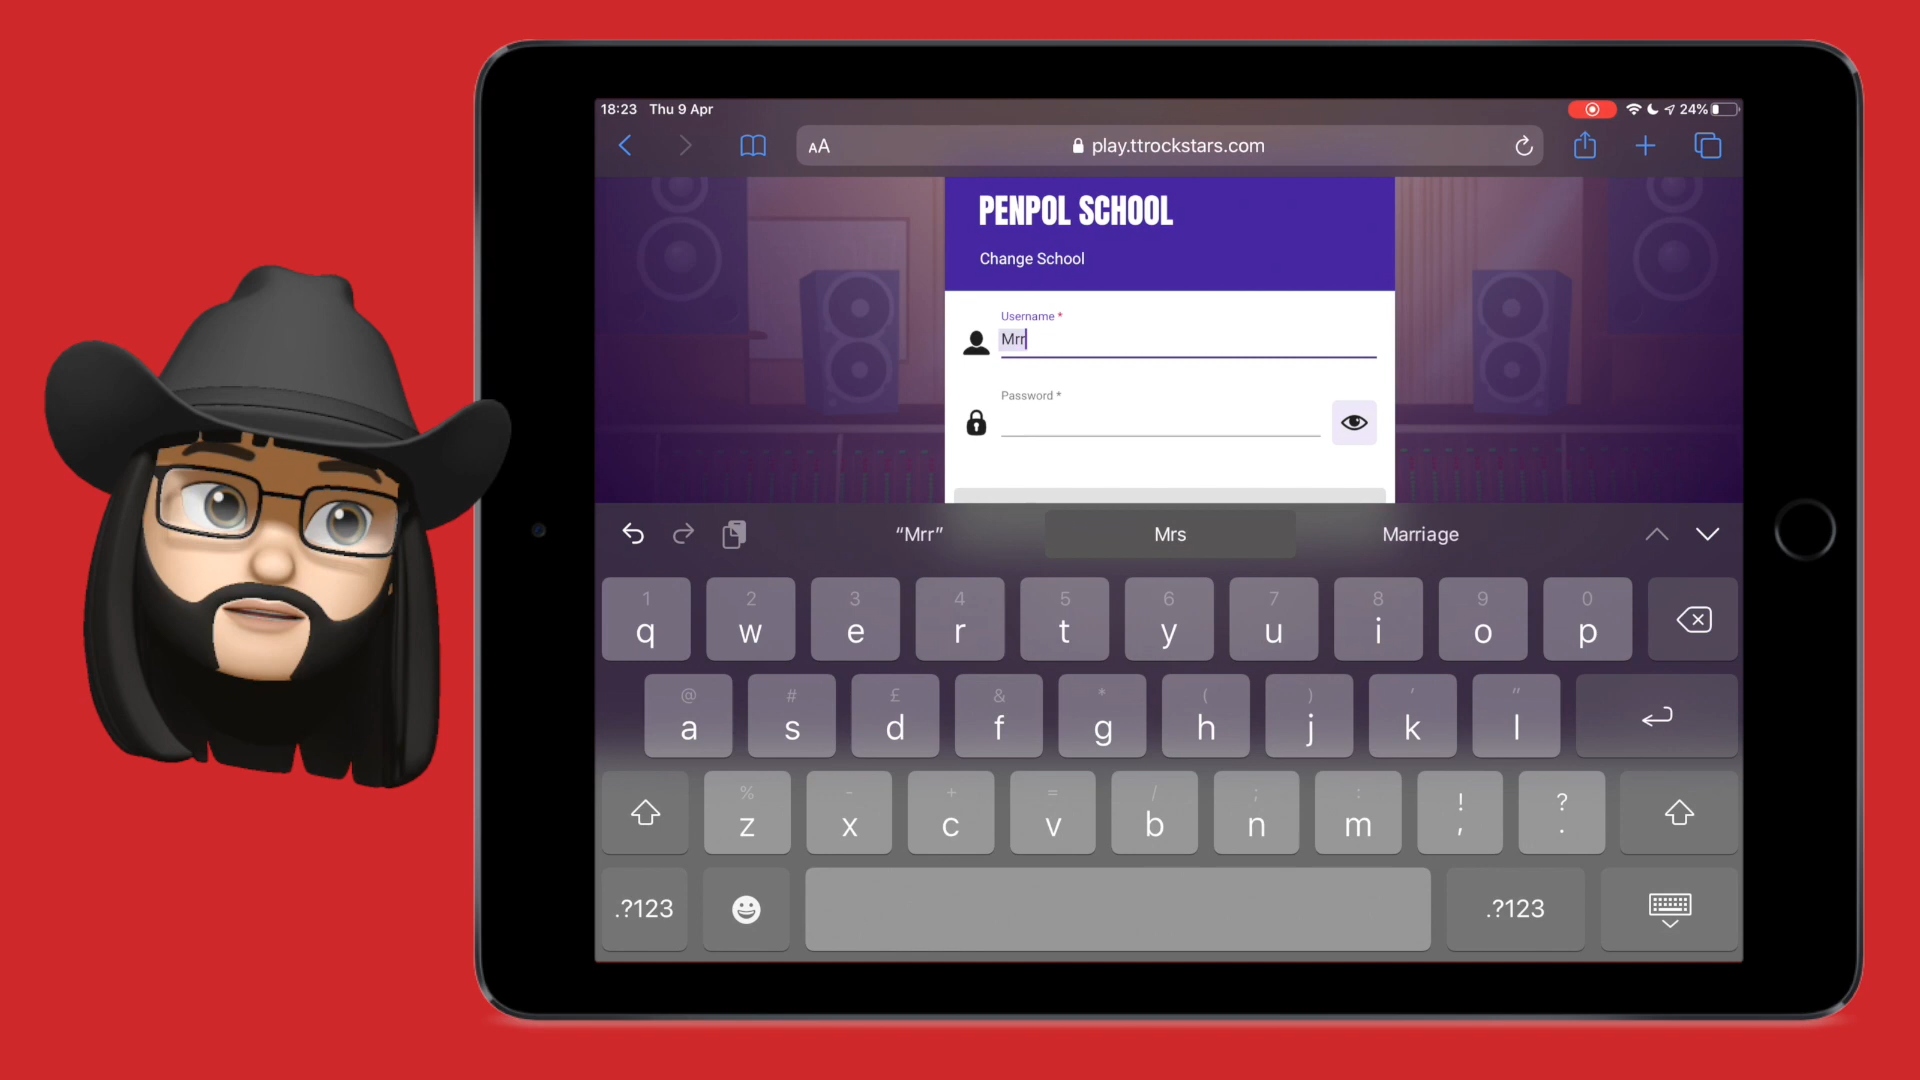 18:23 Thu 9 Apr
24%
AA
play.ttrockstars.com
PENPOL SCHOOL
Change School
Username *
Mrr
Password *
“Mrr” Mrs Marriage
1 2 3 4 5 6 7 8 9 0
q w e r t y u i o p
@ # £ & * ( ) ' "
a s d f g h j k l
% - + = / ; : ! ?
z x c v b n m , .
.?123 .?123